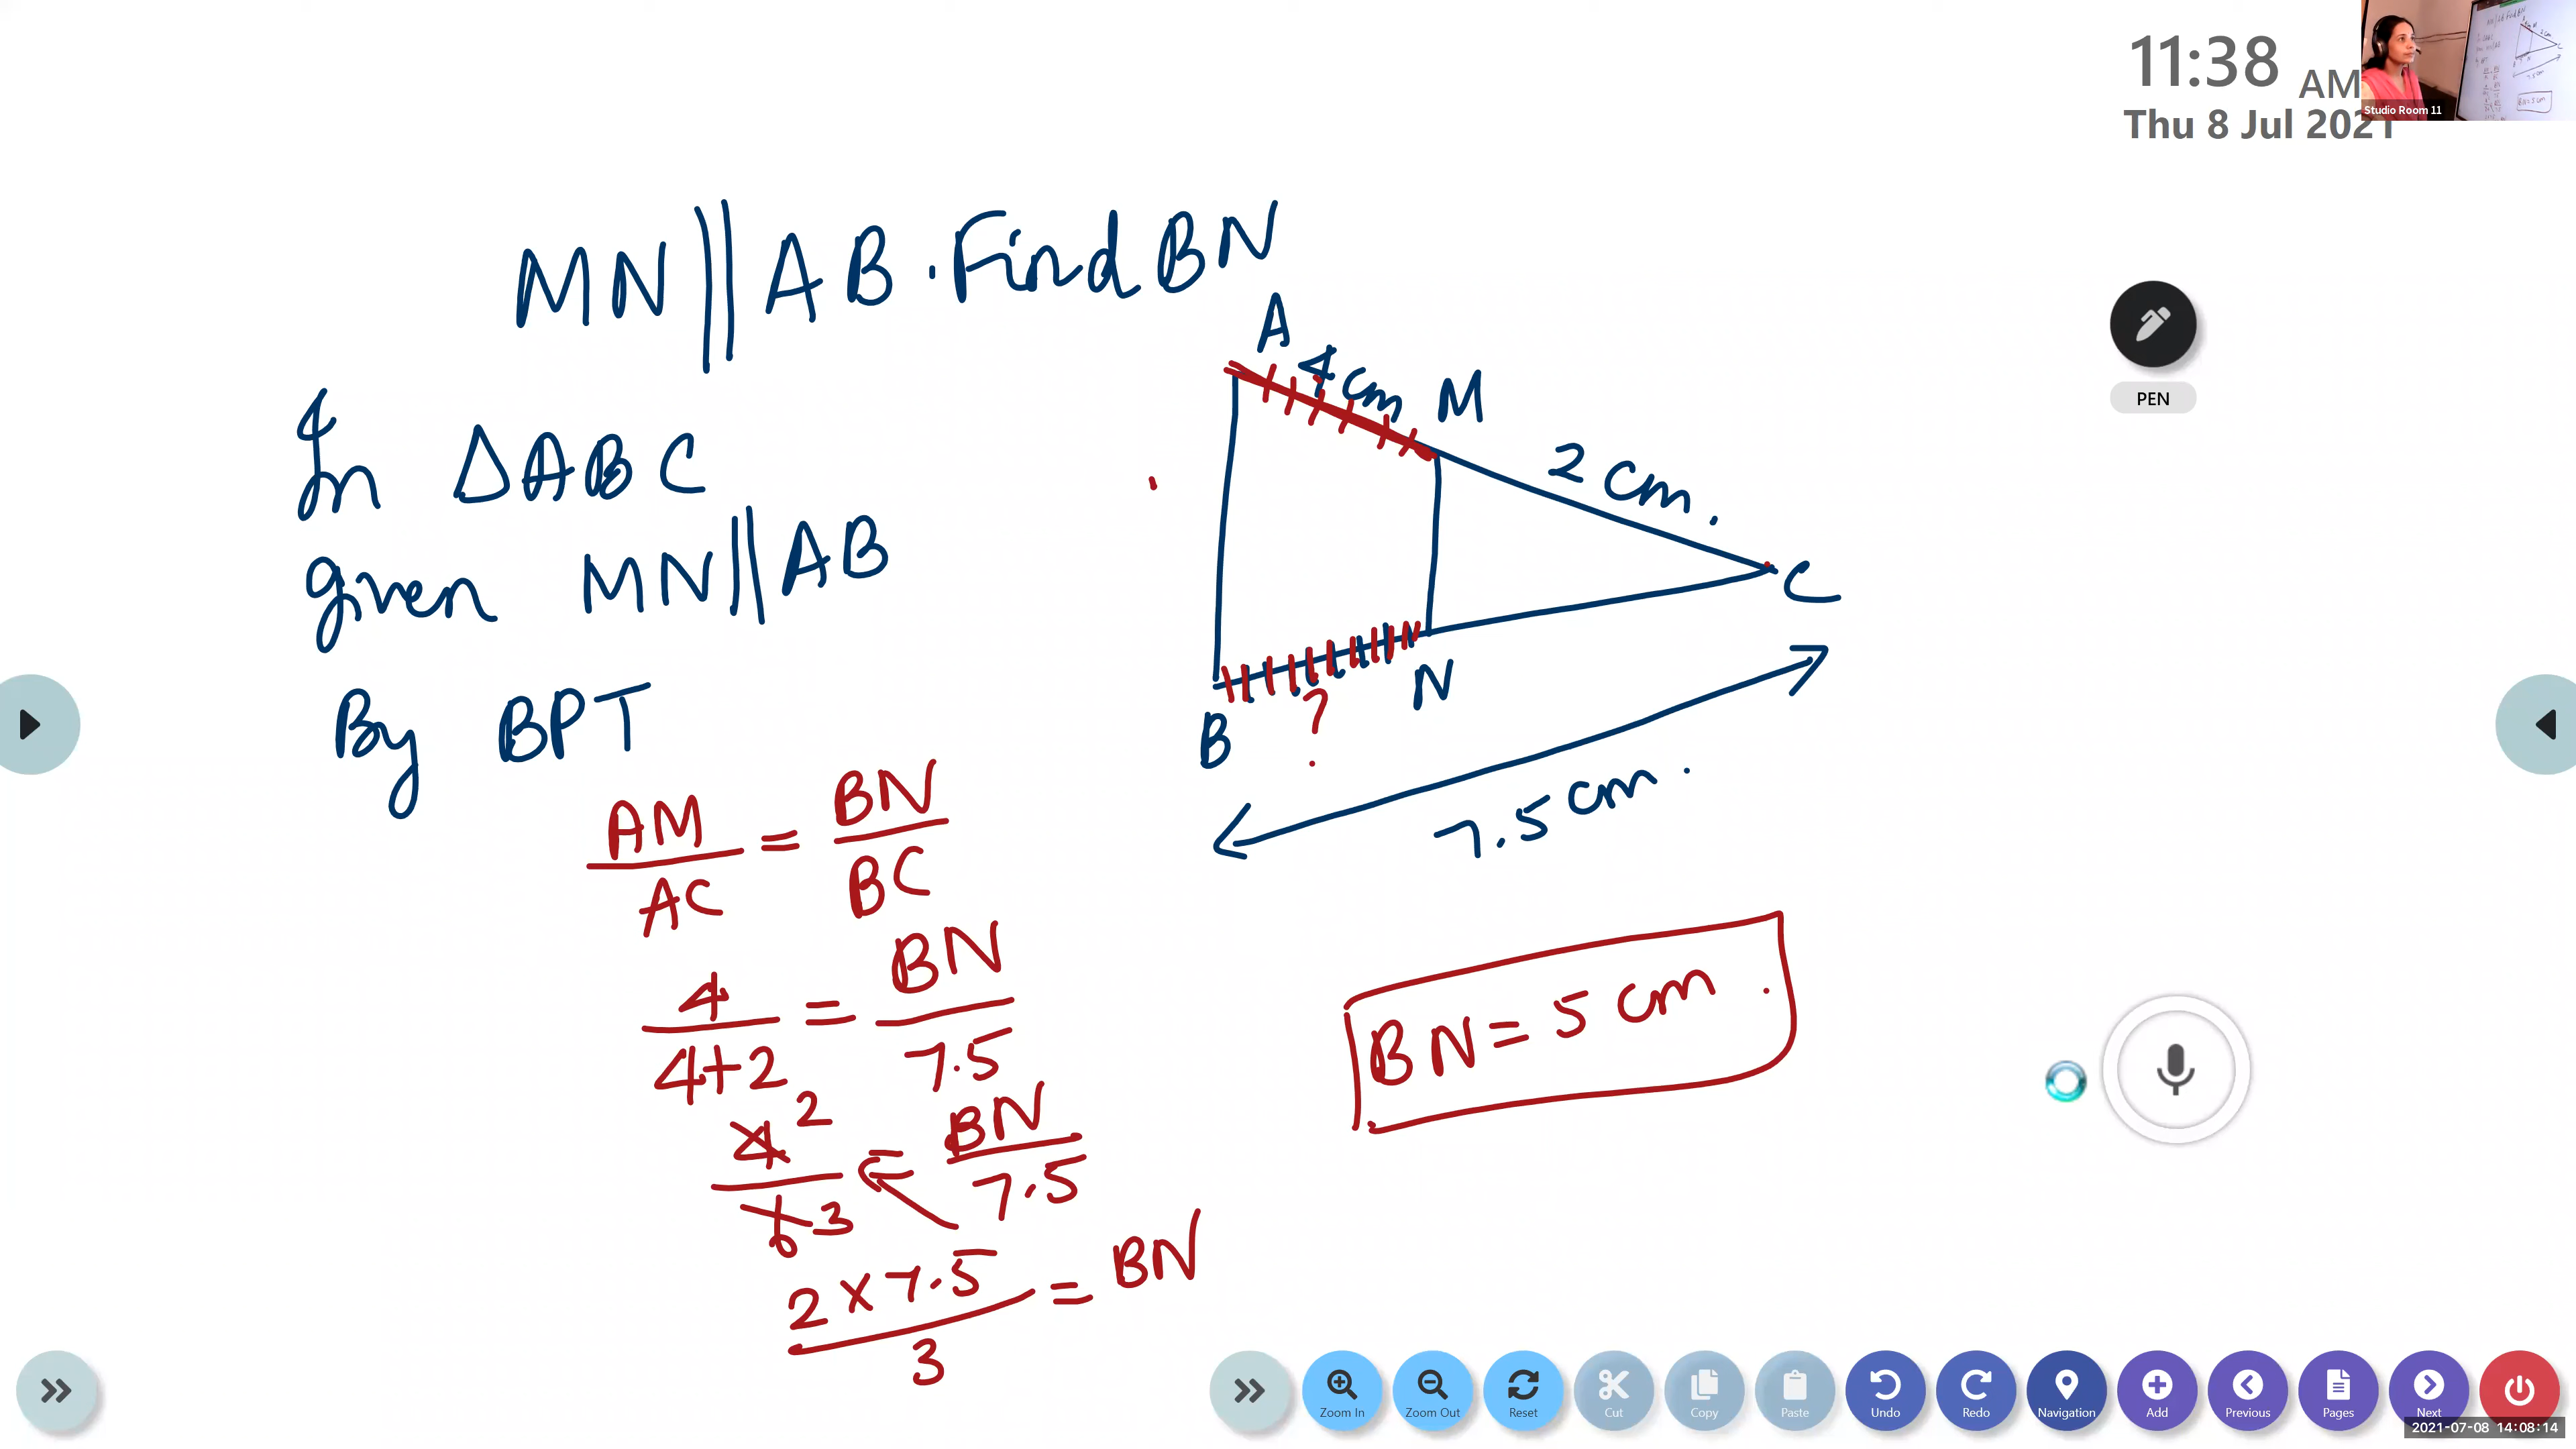 11:38 AM
Thu 8 Jul 2021
Studio Room 11
MN || AB . Find BN
In ΔABC
given MN || AB
By BPT
AM/AC = BN/BC
4/4+2 = BN/7.5
4 2/6 3 = BN/7.5
2 x 7.5/3 = BN
A
4 cm
M
2 cm.
C
N
?
B
7.5 cm.
BN = 5 cm.
PEN
Zoom In
Zoom Out
Reset
Cut
Copy
Paste
Undo
Redo
Navigation
Add
Previous
Pages
Next
2021-07-08 14:08:14